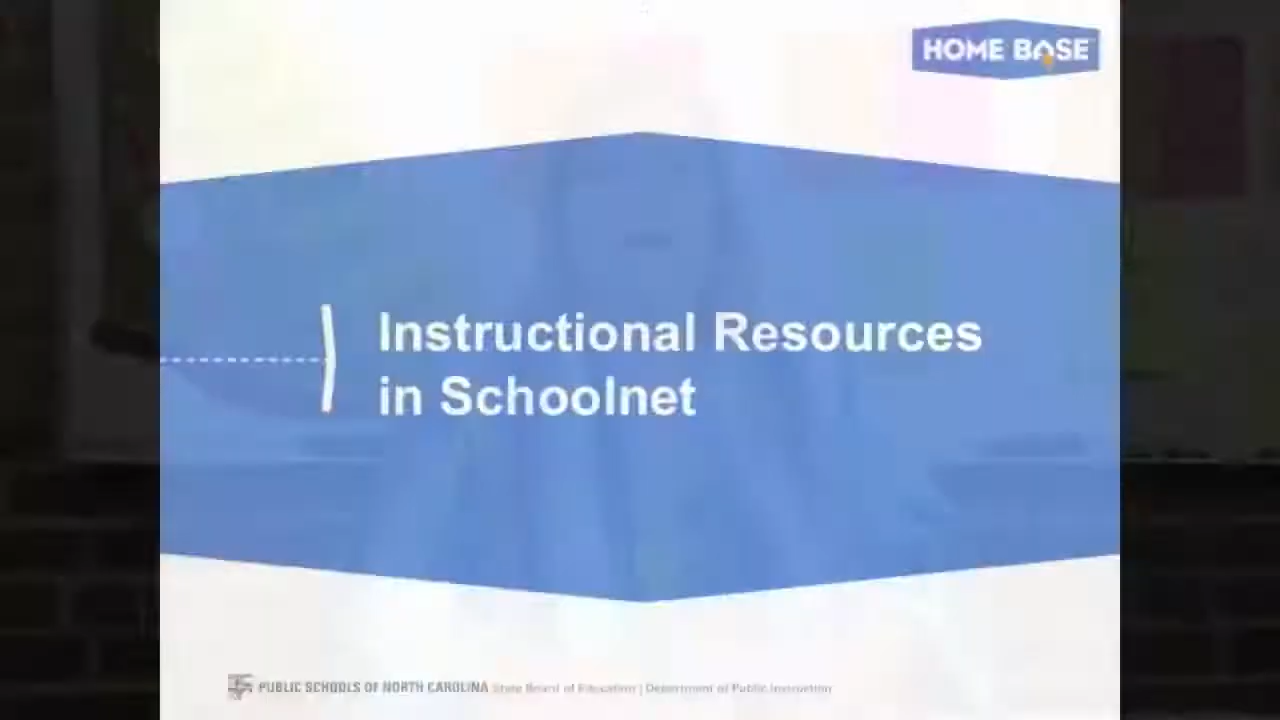 HOME BASE
Instructional Resources
in Schoolnet
PUBLIC SCHOOLS OF NORTH CAROLINA State Board of Education | Department of Public Instruction